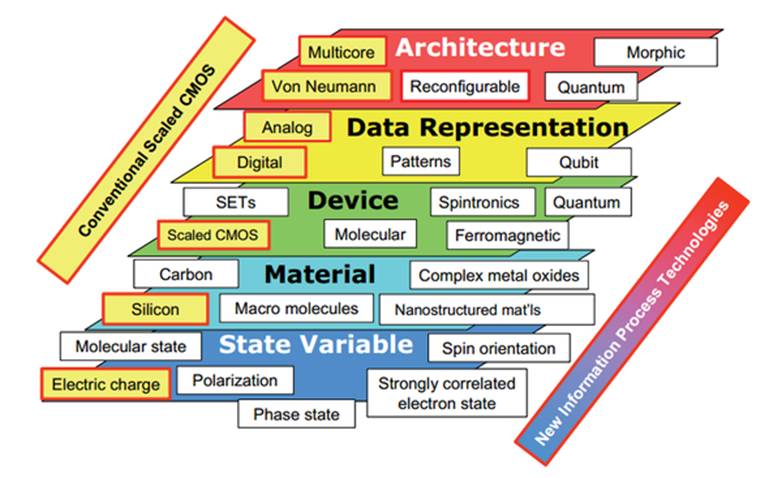 Conventional Scaled CMOS
Multicore
Architecture
Morphic
Von Neumann
Reconfigurable
Quantum
Analog
Data Representation
Digital
Patterns
Qubit
SETs
Device
Spintronics
Quantum
Scaled CMOS
Molecular
Ferromagnetic
Carbon
Material
Complex metal oxides
Silicon
Macro molecules
Nanostructured mat'ls
Molecular state
State Variable
Spin orientation
Electric charge
Polarization
Strongly correlated
electron state
Phase state
New Information Process Technologies